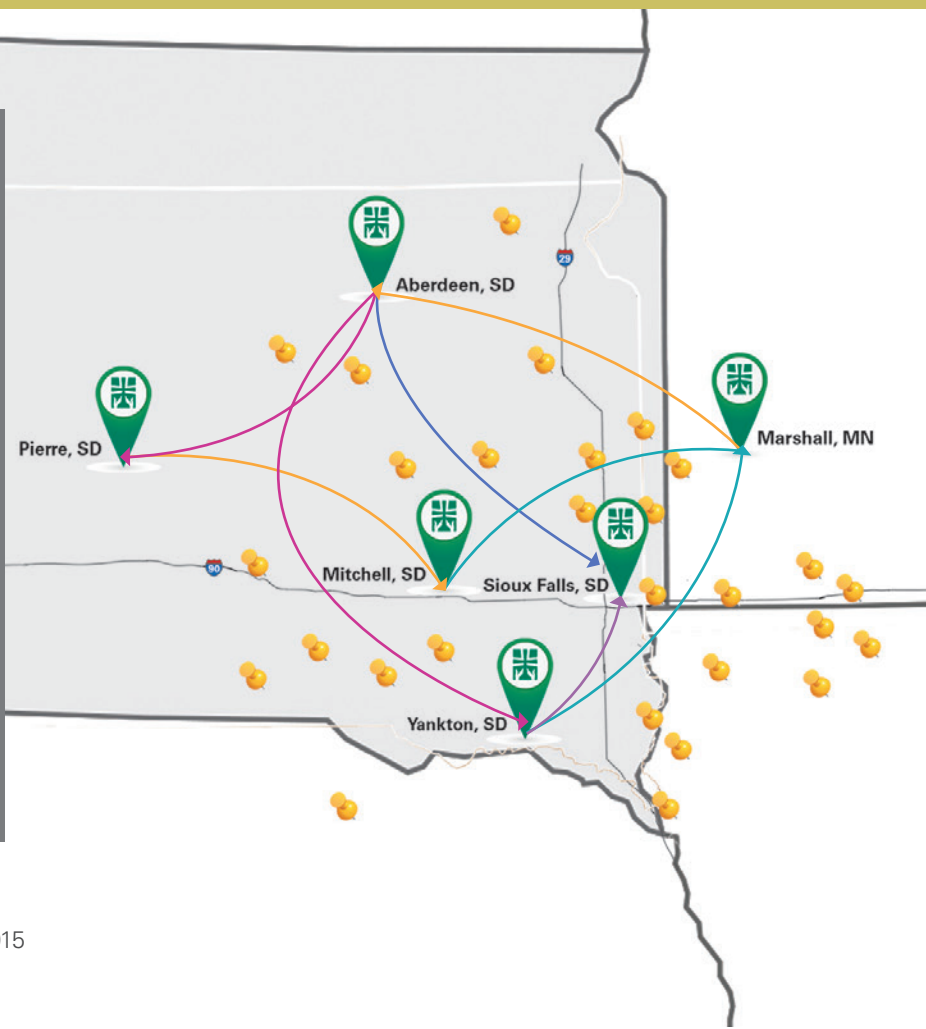 29
Aberdeen, SD
Marshall, MN
Pierre, SD
90
Mitchell, SD
Sioux Falls, SD
Yankton, SD
15